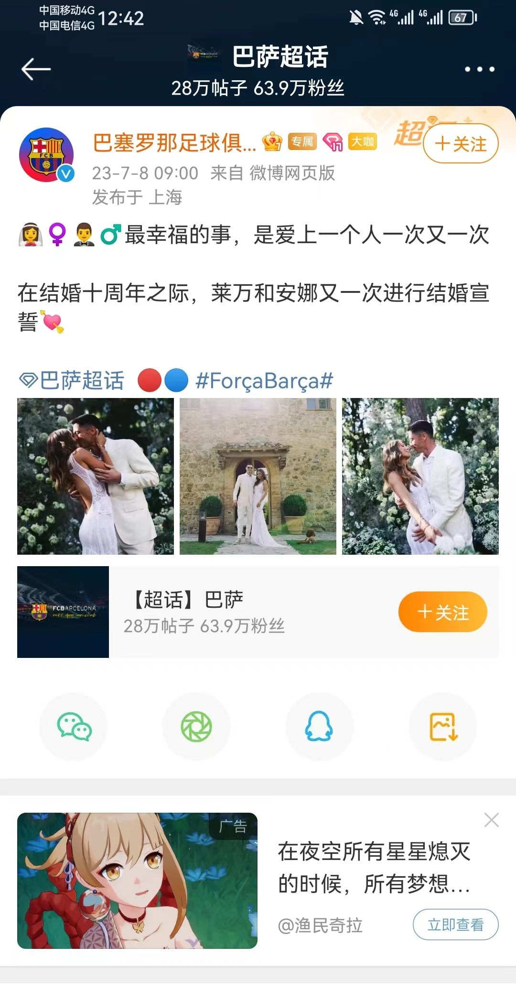 中国移动4G
中国电信4G
12:42
4G
4G
67
巴萨超话
28万帖子 63.9万粉丝
巴塞罗那足球俱...
7
专属
11
大咖
超
＋关注
FCB
23-7-8 09:00 来自 微博网页版
发布于 上海
最幸福的事，是爱上一个人一次又一次
在结婚十周年之际，莱万和安娜又一次进行结婚宣
誓
巴萨超话 #ForçaBarça#
FCBARCELONA
【超话】巴萨
28万帖子 63.9万粉丝
＋关注
广告
在夜空所有星星熄灭
的时候，所有梦想...
@渔民奇拉
立即查看